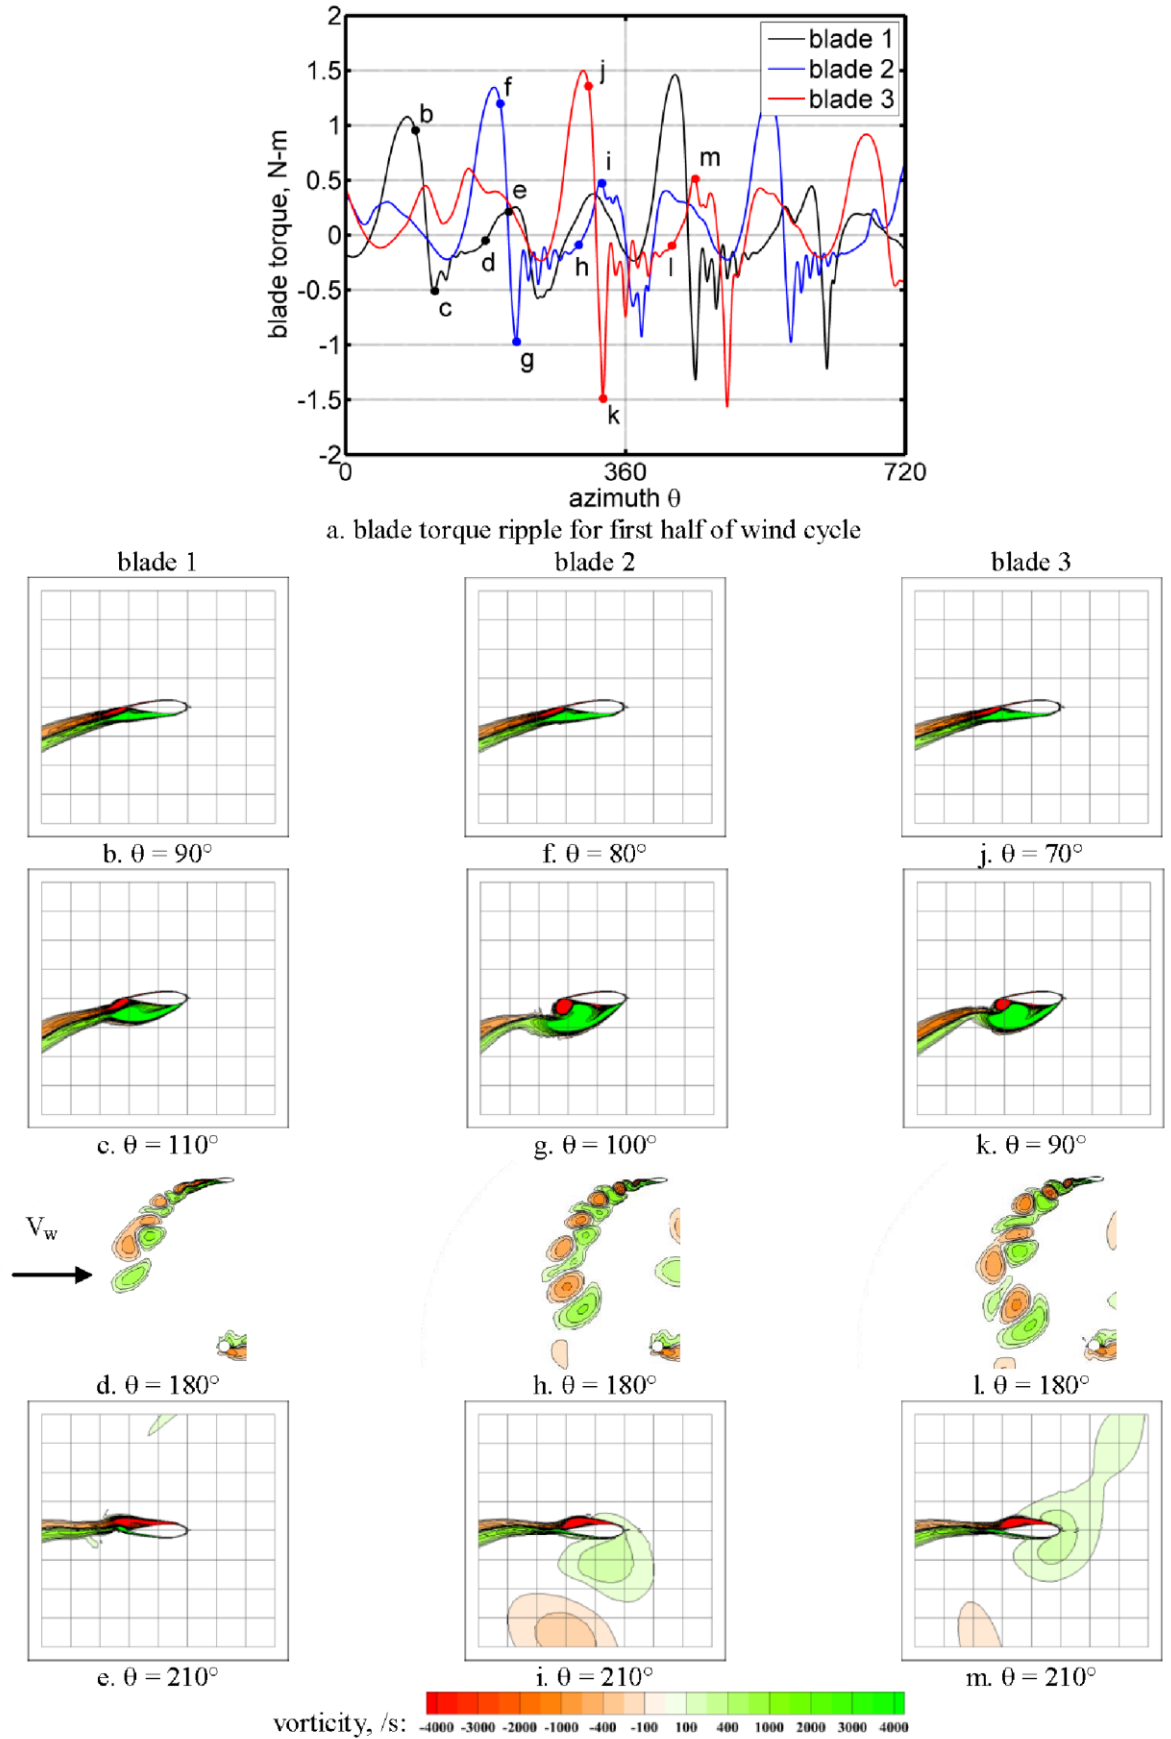 2
1.5
1
0.5
0
-0.5
-1
-1.5
-2
blade torque, N-m
blade 1
blade 2
blade 3
b
c
d
e
f
g
h
i
j
k
l
m
0 360 720
azimuth θ
a. blade torque ripple for first half of wind cycle
blade 1 blade 2 blade 3
b. θ = 90° f. θ = 80° j. θ = 70°
c. θ = 110° g. θ = 100° k. θ = 90°
Vw
d. θ = 180° h. θ = 180° l. θ = 180°
e. θ = 210° i. θ = 210° m. θ = 210°
vorticity, /s: -4000 -3000 -2000 -1000 -400 -100 100 400 1000 2000 3000 4000